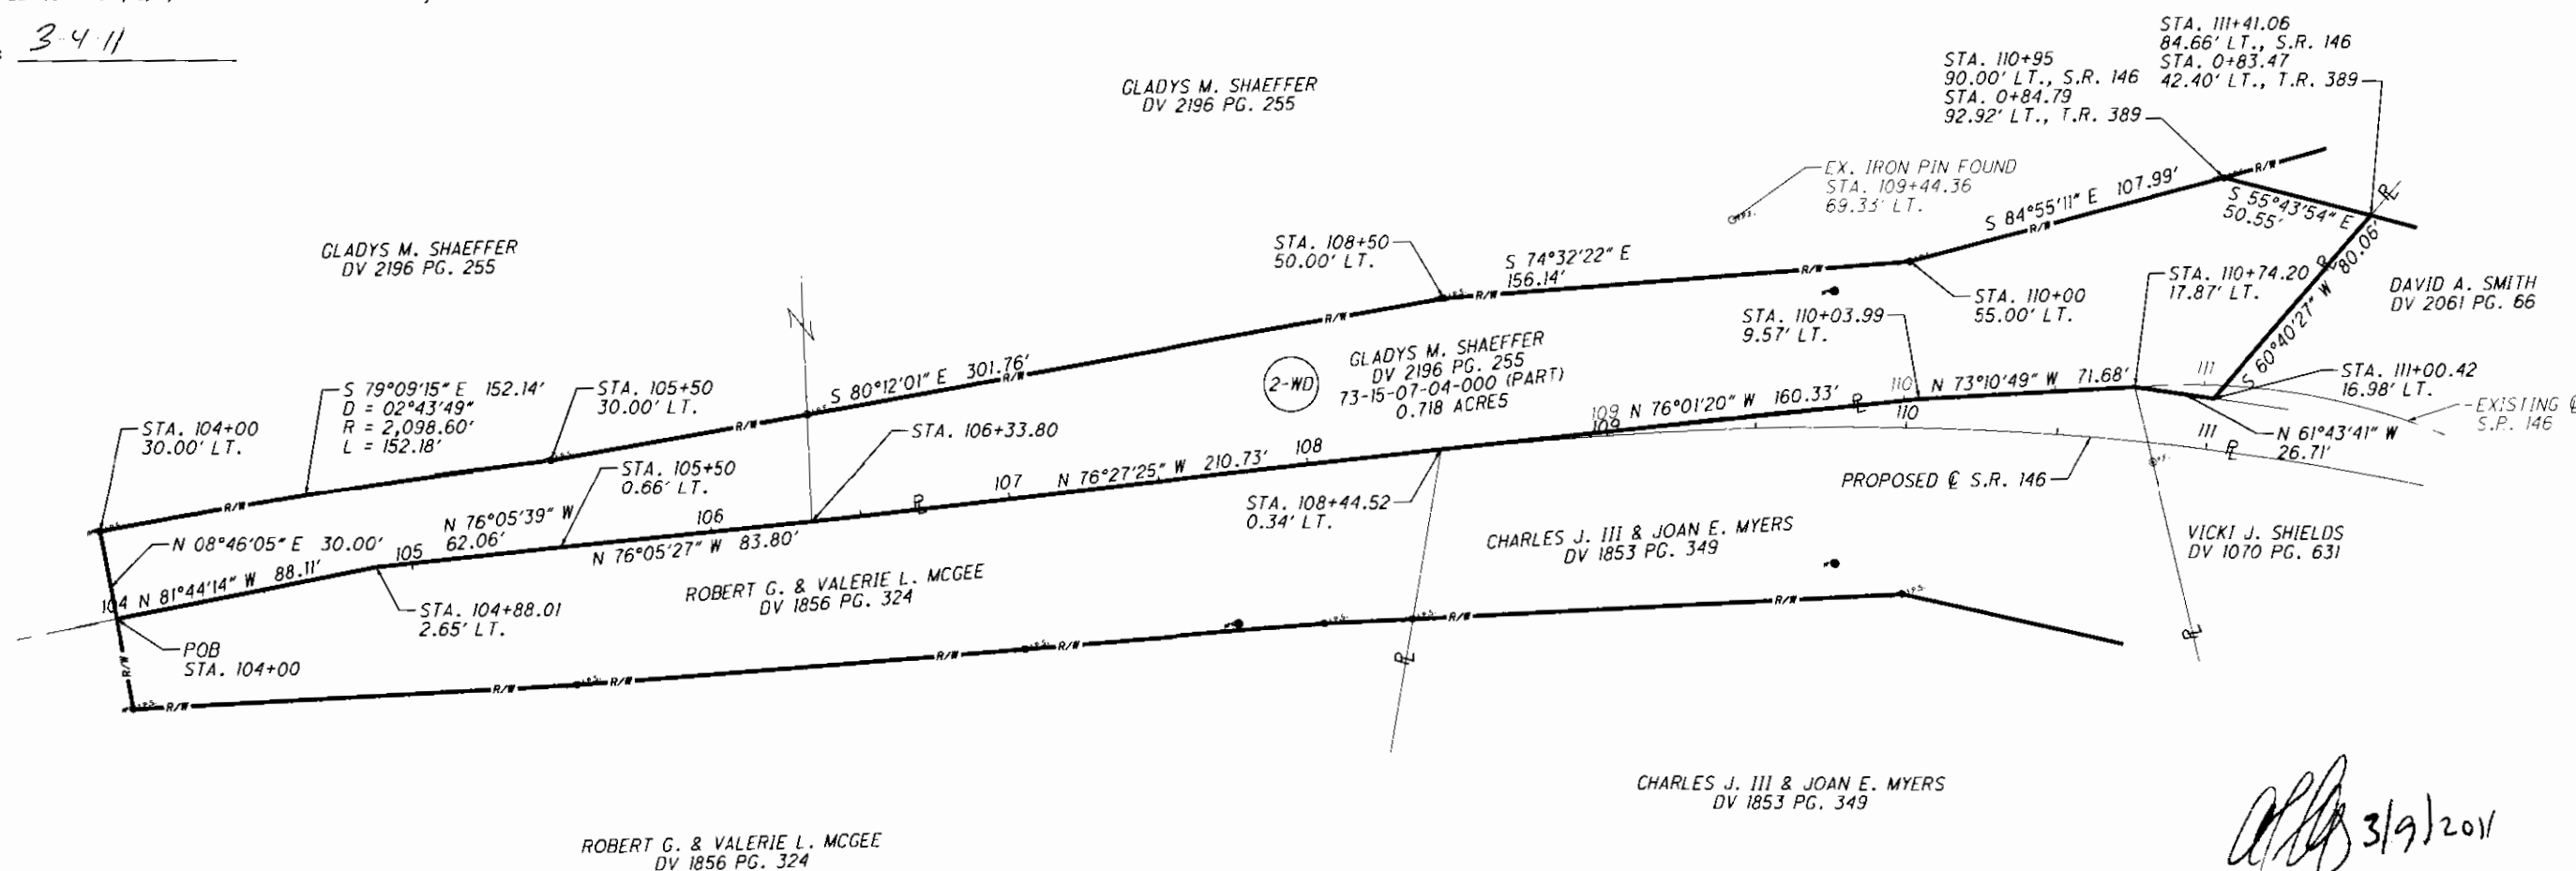 3-4-11
GLADYS M. SHAEFFER
DV 2196 PG. 255
STA. 111+41.06
84.66' LT., S.R. 146
STA. 0+83.47
42.40' LT., T.R. 389
STA. 110+95
90.00' LT., S.R. 146
STA. 0+84.79
92.92' LT., T.R. 389
EX. IRON PIN FOUND
STA. 109+44.36
69.33' LT.
S 84°55'11" E 107.99'
R/W
R/W
S 55°43'54" E
50.55'
PL
GLADYS M. SHAEFFER
DV 2196 PG. 255
STA. 108+50
50.00' LT.
S 74°32'22" E
156.14'
R/W
R/W
STA. 110+00
55.00' LT.
STA. 110+74.20
17.87' LT.
S 60°40'27" W 80.06'
PL
DAVID A. SMITH
DV 2061 PG. 66
N
R/W
STA. 110+03.99
9.57' LT.
2-WD
GLADYS M. SHAEFFER
DV 2196 PG. 255
73-15-07-04-000 (PART)
0.718 ACRES
S 80°12'01" E 301.76'
R/W
S 79°09'15" E 152.14'
D = 02°43'49"
R = 2,098.60'
L = 152.18'
STA. 105+50
30.00' LT.
R/W
STA. 104+00
30.00' LT.
R/W
STA. 106+33.80
STA. 105+50
0.66' LT.
109 N 76°01'20" W 160.33'
109
PL
110
110
N 73°10'49" W 71.68'
111
STA. 111+00.42
16.98' LT.
EXISTING CL
S.R. 146
N 61°43'41" W
26.71'
111
PL
PROPOSED CL S.R. 146
107
N 76°27'25" W 210.73'
108
PL
STA. 108+44.52
0.34' LT.
N 76°05'39" W
62.06'
105
106
N 76°05'27" W 83.80'
N 08°46'05" E 30.00'
104
N 81°44'14" W 88.11'
STA. 104+88.01
2.65' LT.
POB
STA. 104+00
R/W
ROBERT G. & VALERIE L. MCGEE
DV 1856 PG. 324
CHARLES J. III & JOAN E. MYERS
DV 1853 PG. 349
VICKI J. SHIELDS
DV 1070 PG. 631
PL
PL
R/W
R/W
R/W
R/W
R/W
R/W
R/W
CHARLES J. III & JOAN E. MYERS
DV 1853 PG. 349
ROBERT G. & VALERIE L. MCGEE
DV 1856 PG. 324
3/9/2011